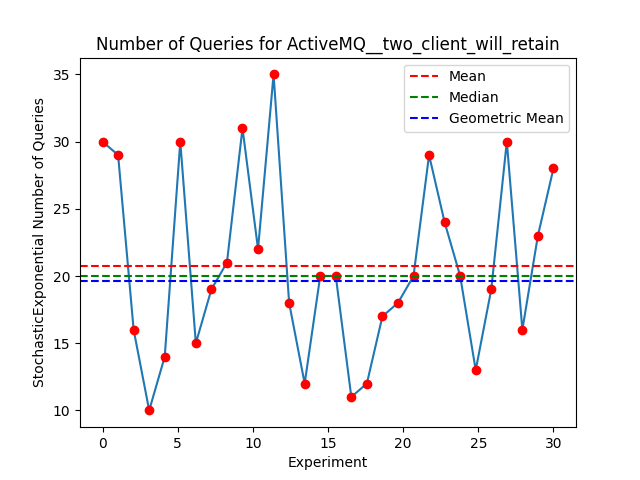 Number of Queries for ActiveMQ__two_client_will_retain
Mean
Median
Geometric Mean
StochasticExponential Number of Queries
35
30
25
20
15
10
0 5 10 15 20 25 30
Experiment